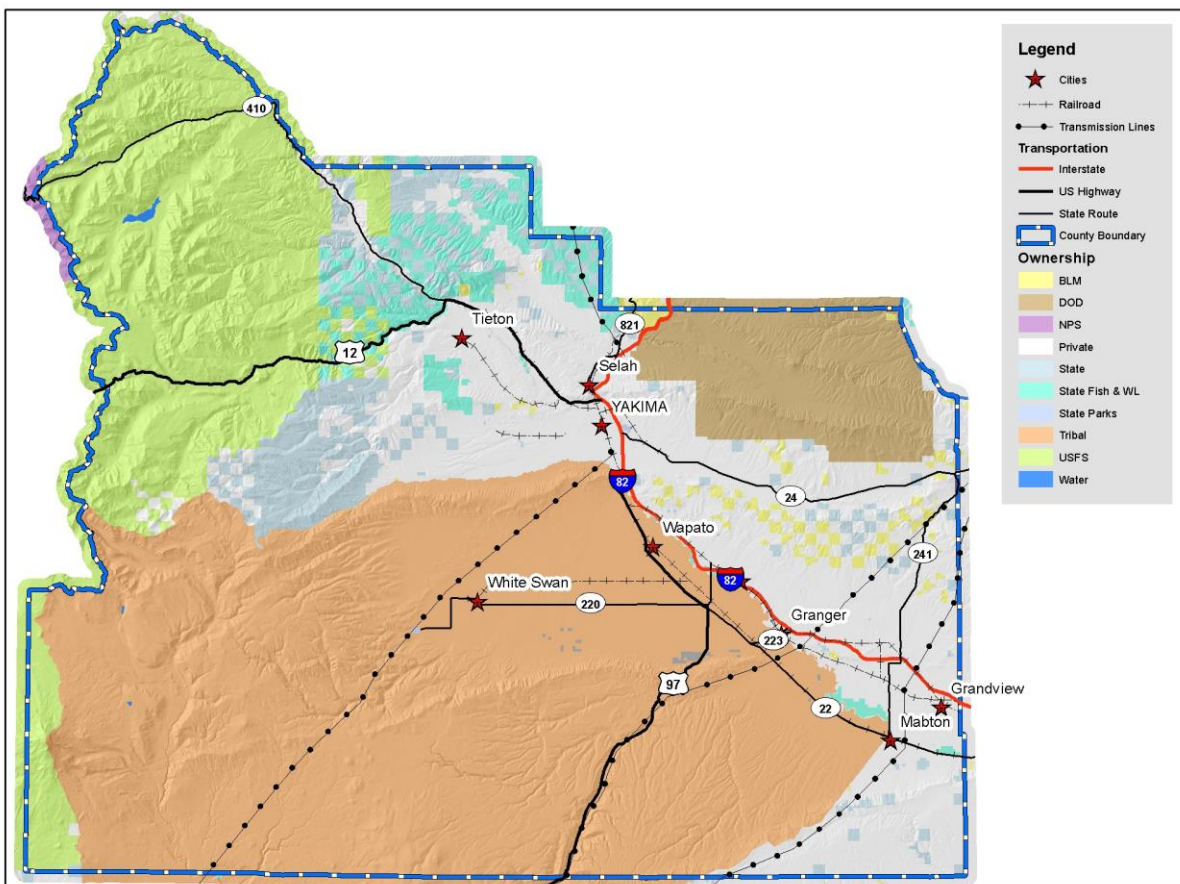 410
12
Tieton
821
Selah
YAKIMA
82
24
Wapato
241
82
White Swan
220
Granger
223
97
Grandview
22
Mabton
Legend
Cities
Railroad
Transmission Lines
Transportation
Interstate
US Highway
State Route
County Boundary
Ownership
BLM
DOD
NPS
Private
State
State Fish & WL
State Parks
Tribal
USFS
Water